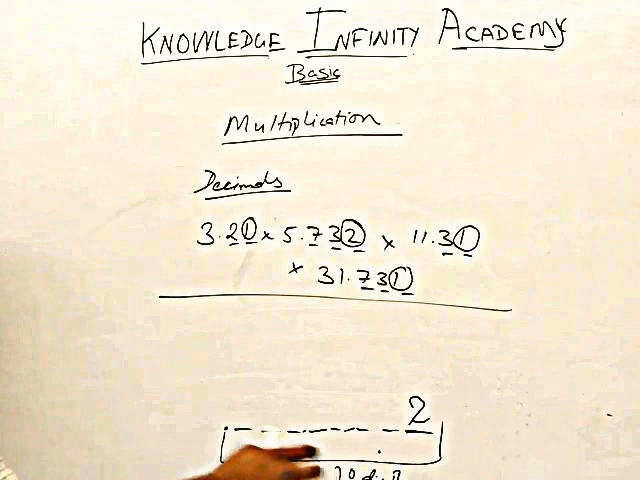 KNOWLEDGE INFINITY ACADEMY
Basic
Multiplication
Decimals
3.21 x 5.732 x 11.31
x 31.731
2